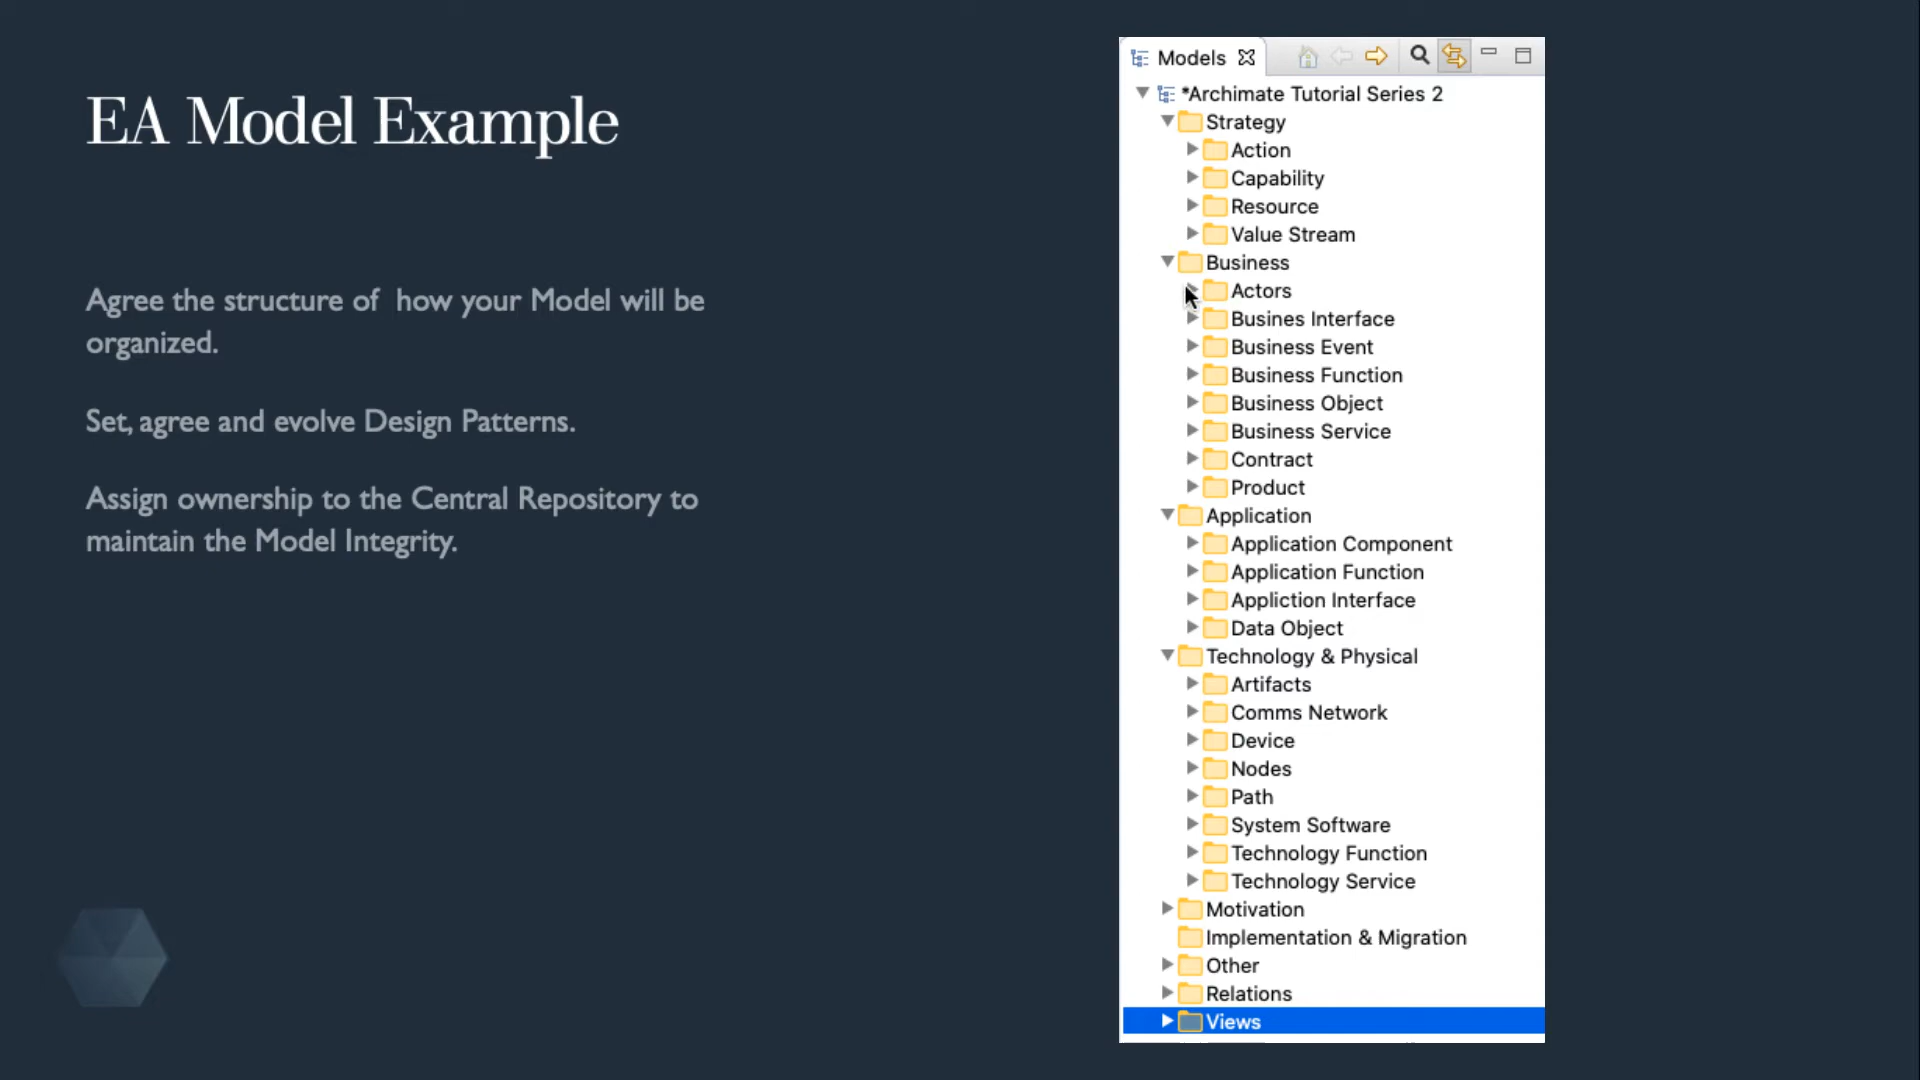 EA Model Example
Agree the structure of  how your Model will be
organized.
Set, agree and evolve Design Patterns.
Assign ownership to the Central Repository to
maintain the Model Integrity.
Models
*Archimate Tutorial Series 2
Strategy
Action
Capability
Resource
Value Stream
Business
Actors
Busines Interface
Business Event
Business Function
Business Object
Business Service
Contract
Product
Application
Application Component
Application Function
Appliction Interface
Data Object
Technology & Physical
Artifacts
Comms Network
Device
Nodes
Path
System Software
Technology Function
Technology Service
Motivation
Implementation & Migration
Other
Relations
Views